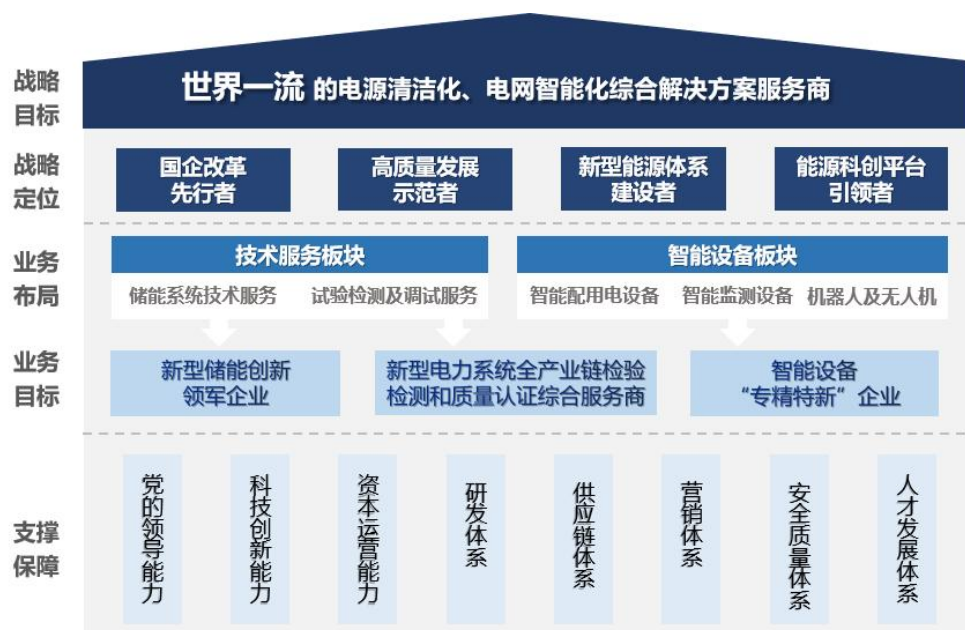 战略
目标
世界一流 的电源清洁化、电网智能化综合解决方案服务商
战略
定位
国企改革
先行者
高质量发展
示范者
新型能源体系
建设者
能源科创平台
引领者
业务
布局
技术服务板块
储能系统技术服务
试验检测及调试服务
智能设备板块
智能配用电设备
智能监测设备
机器人及无人机
业务
目标
新型储能创新
领军企业
新型电力系统全产业链检验
检测和质量认证综合服务商
智能设备
“专精特新”企业
支撑
保障
党的领导能力
科技创新能力
资本运营能力
研发体系
供应链体系
营销体系
安全质量体系
人才发展体系